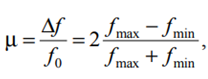 μ = Δf / f₀ = 2 (f_max − f_min) / (f_max + f_min),